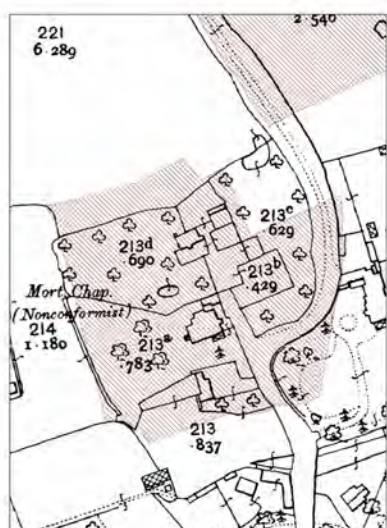 221
6·289
2·540
213c
·629
213d
·690
213b
·429
Mort. Chap.
(Nonconformist)
214
1·180
213a
·783
213
·837